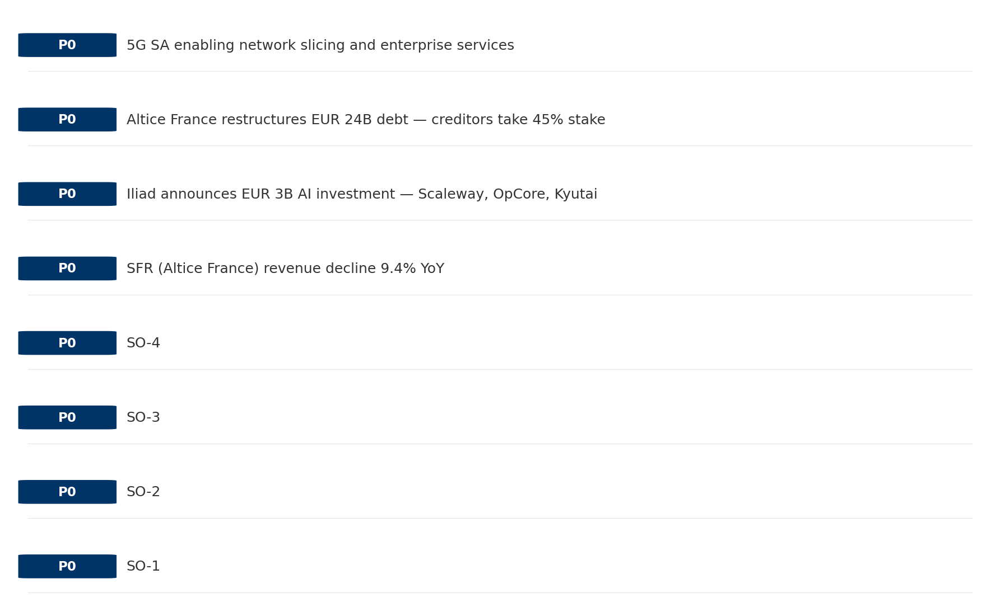 P0 5G SA enabling network slicing and enterprise services
P0 Altice France restructures EUR 24B debt — creditors take 45% stake
P0 Iliad announces EUR 3B AI investment — Scaleway, OpCore, Kyutai
P0 SFR (Altice France) revenue decline 9.4% YoY
P0 SO-4
P0 SO-3
P0 SO-2
P0 SO-1